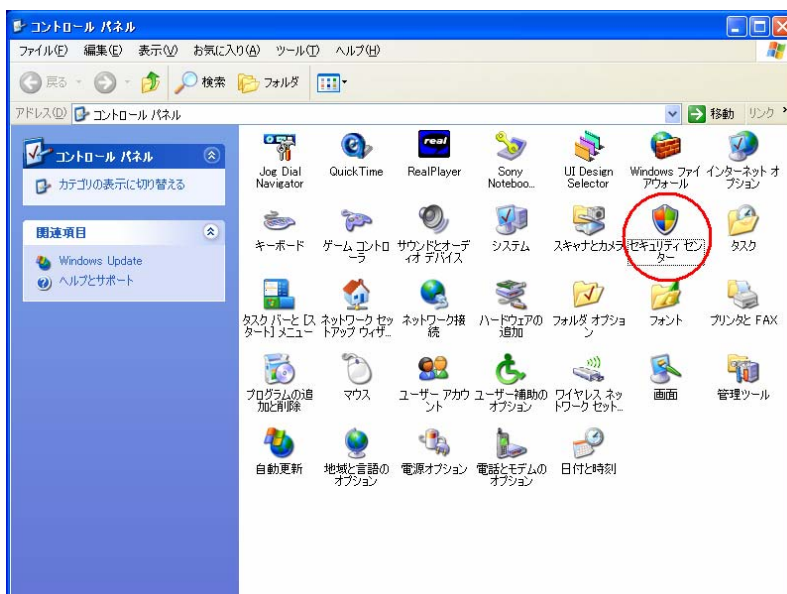 コントロール パネル
ファイル(F) 編集(E) 表示(V) お気に入り(A) ツール(T) ヘルプ(H)
戻る 検索 フォルダ
アドレス(D) コントロール パネル 移動 リンク »
コントロール パネル
カテゴリの表示に切り替える
関連項目
Windows Update
ヘルプとサポート
Jog Dial
Navigator
QuickTime
real
RealPlayer
Sony
Noteboo...
UI Design
Selector
Windows ファイ
アウォール
インターネット オ
プション
キーボード
ゲーム コントロ
ーラ
サウンドとオーデ
ィオ デバイス
システム
スキャナとカメラ
セキュリティ セン
ター
タスク
タスク バーと [ス
タート] メニュー
ネットワーク セッ
トアップ ウィザ...
ネットワーク接
続
ハードウェアの
追加
フォルダ オプショ
ン
フォント
プリンタと FAX
プログラムの追
加と削除
マウス
ユーザー アカウ
ント
ユーザー補助の
オプション
ワイヤレス ネッ
トワーク セット...
画面
管理ツール
自動更新
地域と言語の
オプション
電源オプション
電話とモデムの
オプション
日付と時刻